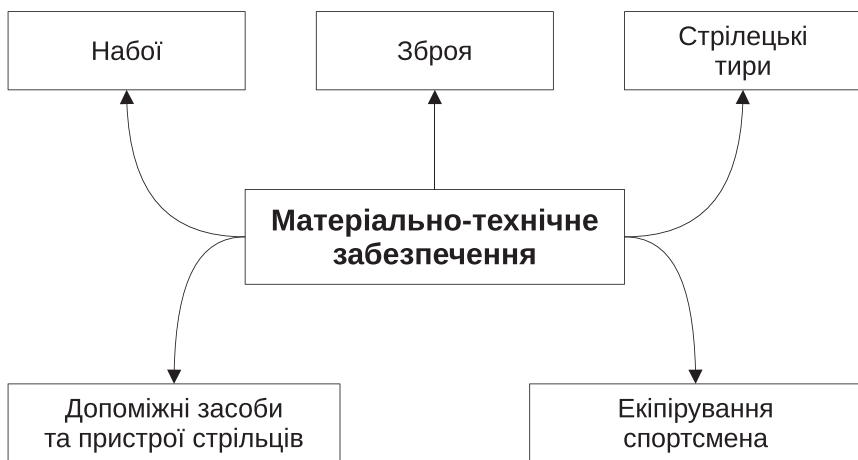 Набої
Зброя
Стрілецькі
тири
Матеріально-технічне
забезпечення
Допоміжні засоби
та пристрої стрільців
Екіпірування
спортсмена